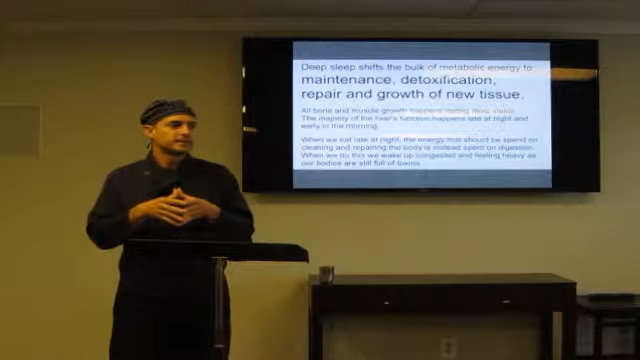 Deep sleep shifts the bulk of metabolic energy to:
maintenance, detoxification,
repair and growth of new tissue.
All bone and muscle growth happens during deep sleep.
The majority of the liver's function happens late at night and
early in the morning.
When we eat late at night, the energy that should be spent on
cleaning and repairing the body is instead spent on digestion.
When we do this we wake up congested and feeling heavy as
our bodies are still full of toxins.